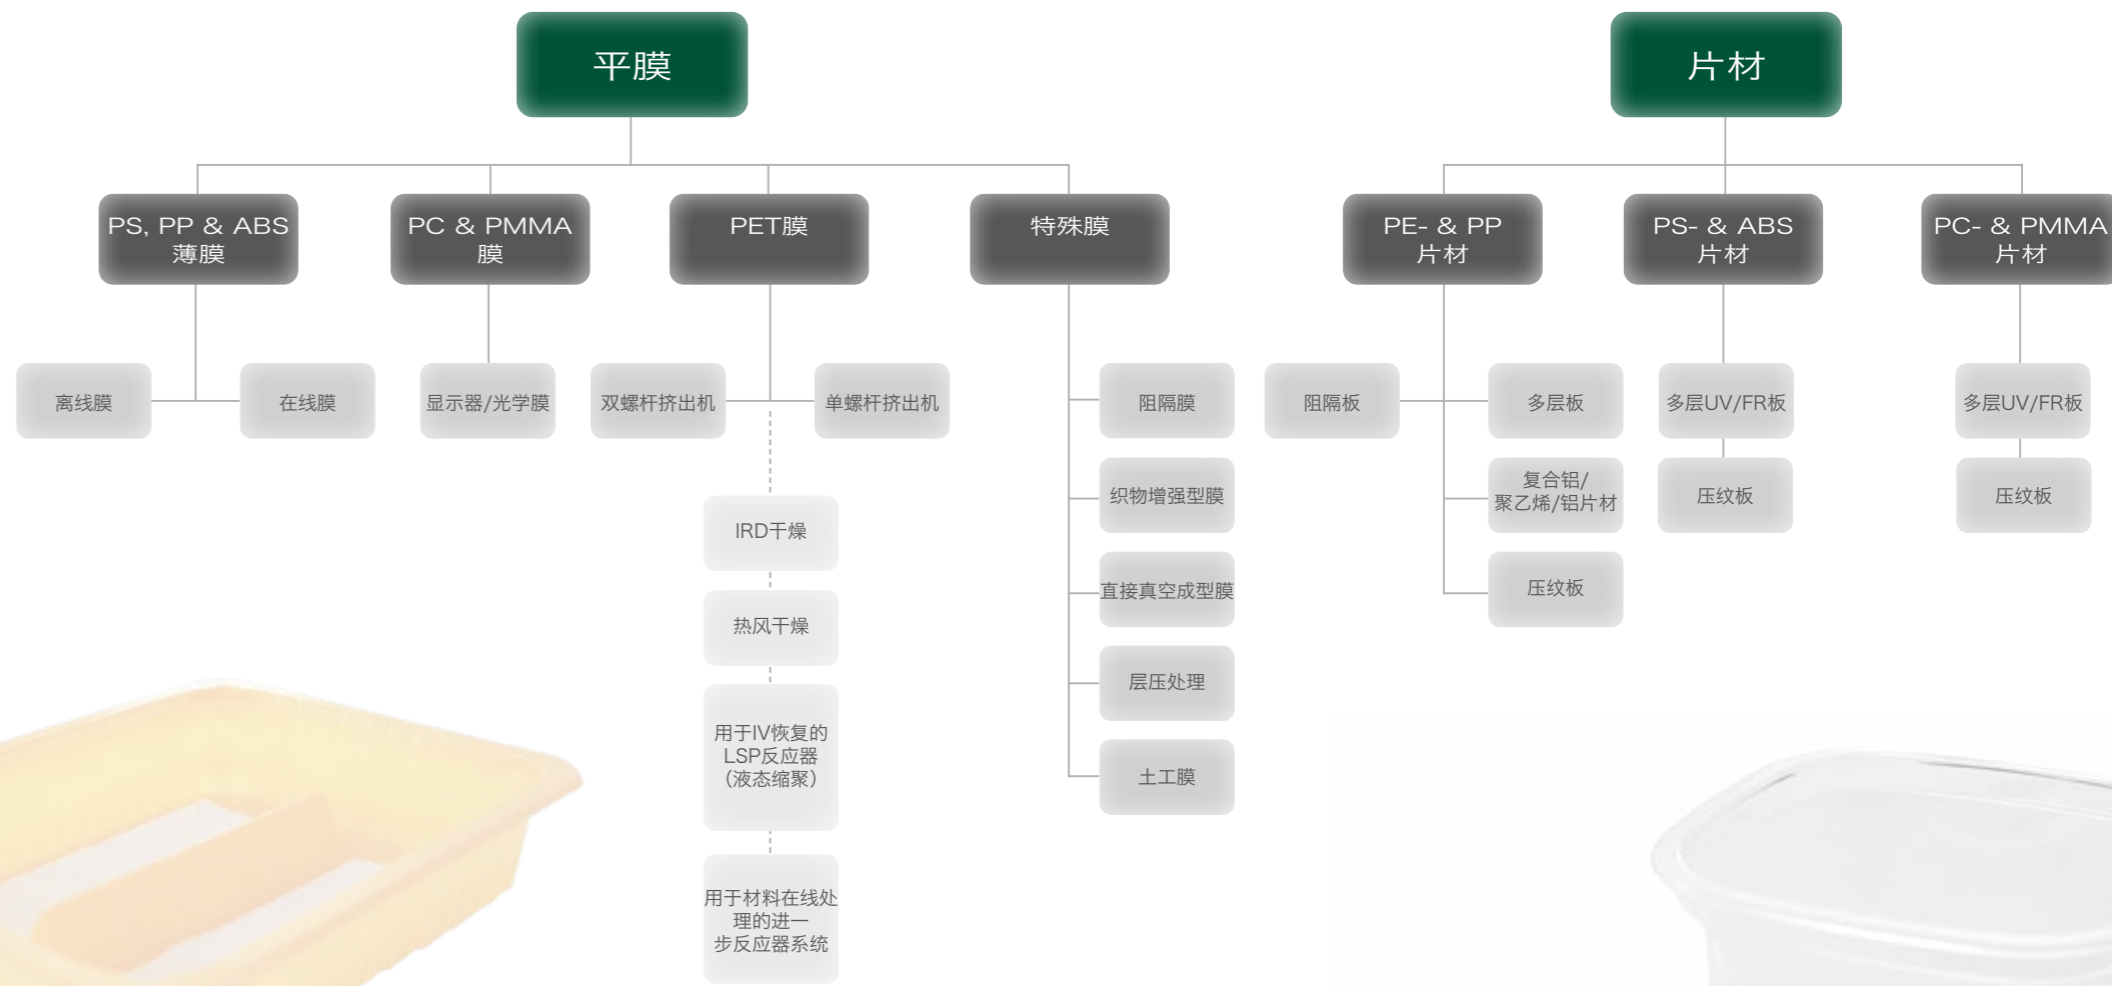 平膜
片材
PS, PP & ABS
薄膜
PC & PMMA
膜
PET膜
特殊膜
PE- & PP
片材
PS- & ABS
片材
PC- & PMMA
片材
离线膜
在线膜
显示器/光学膜
双螺杆挤出机
单螺杆挤出机
阻隔膜
阻隔板
多层板
多层UV/FR板
多层UV/FR板
织物增强型膜
复合铝/
聚乙烯/铝片材
压纹板
压纹板
IRD干燥
直接真空成型膜
压纹板
热风干燥
层压处理
用于IV恢复的
LSP反应器
（液态缩聚）
土工膜
用于材料在线处
理的进一
步反应器系统